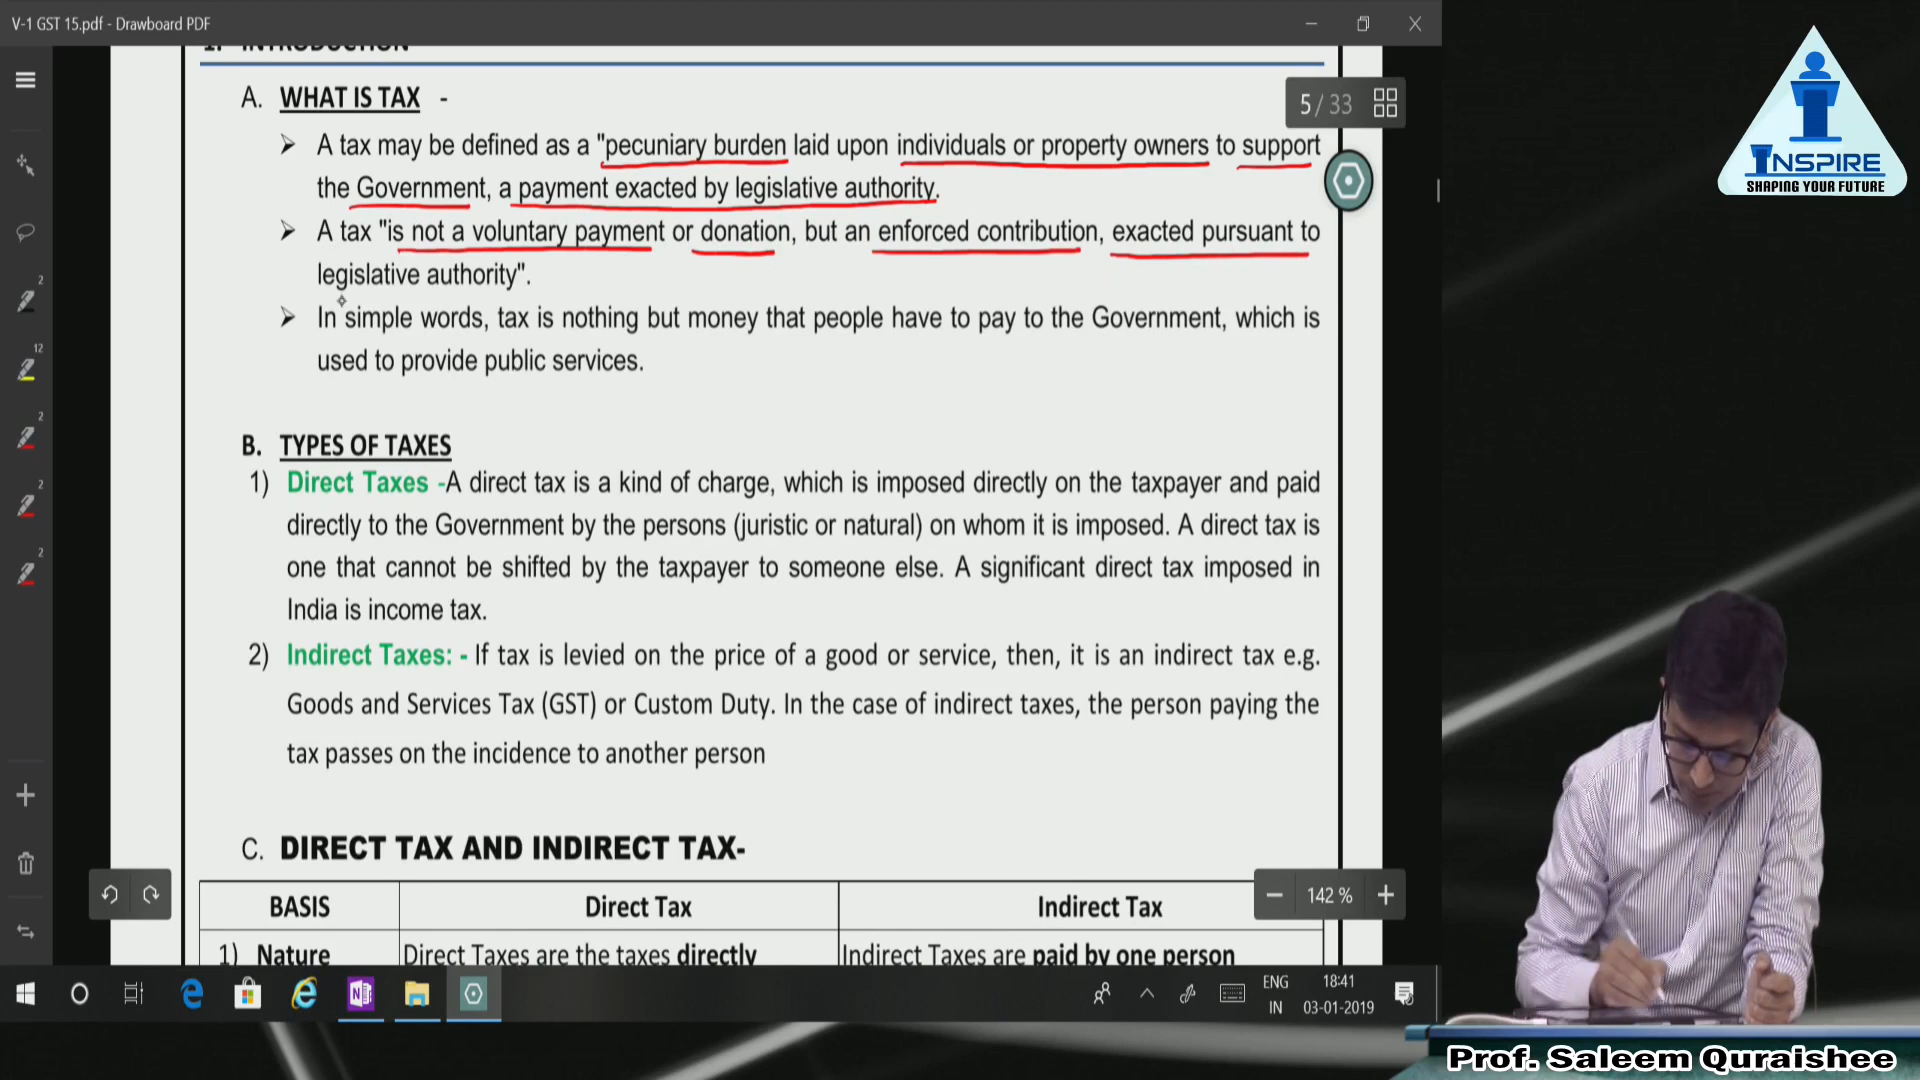 V-1 GST 15.pdf - Drawboard PDF
1. INTRODUCTION
A. WHAT IS TAX -
5 / 33
➢ A tax may be defined as a "pecuniary burden laid upon individuals or property owners to support
the Government, a payment exacted by legislative authority.
➢ A tax "is not a voluntary payment or donation, but an enforced contribution, exacted pursuant to
legislative authority".
➢ In simple words, tax is nothing but money that people have to pay to the Government, which is
used to provide public services.
B. TYPES OF TAXES
1) Direct Taxes -A direct tax is a kind of charge, which is imposed directly on the taxpayer and paid
directly to the Government by the persons (juristic or natural) on whom it is imposed. A direct tax is
one that cannot be shifted by the taxpayer to someone else. A significant direct tax imposed in
India is income tax.
2) Indirect Taxes: - If tax is levied on the price of a good or service, then, it is an indirect tax e.g.
Goods and Services Tax (GST) or Custom Duty. In the case of indirect taxes, the person paying the
tax passes on the incidence to another person
C. DIRECT TAX AND INDIRECT TAX-
BASIS Direct Tax Indirect Tax
1) Nature Direct Taxes are the taxes directly Indirect Taxes are paid by one person
2
12
2
2
2
142 %
ENG
IN
18:41
03-01-2019
INSPIRE
SHAPING YOUR FUTURE
Prof. Saleem Quraishee